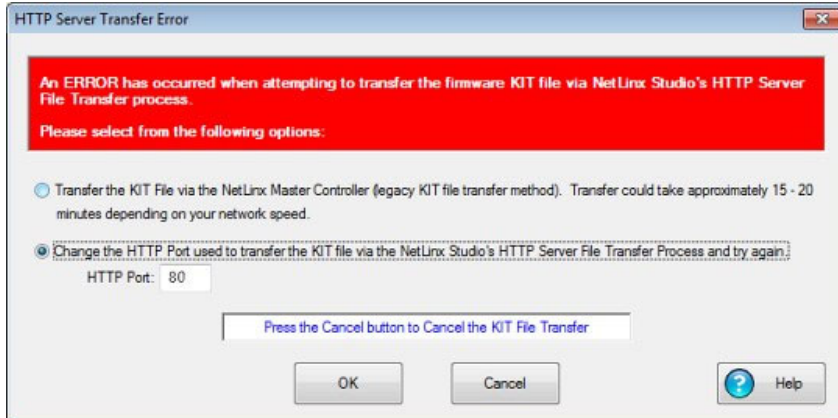 HTTP Server Transfer Error
An ERROR has occurred when attempting to transfer the firmware KIT file via NetLinx Studio's HTTP Server
File Transfer process.
Please select from the following options:
Transfer the KIT File via the NetLinx Master Controller (legacy KIT file transfer method). Transfer could take approximately 15 - 20
minutes depending on your network speed.
Change the HTTP Port used to transfer the KIT file via the NetLinx Studio's HTTP Server File Transfer Process and try again.
HTTP Port: 80
Press the Cancel button to Cancel the KIT File Transfer
OK Cancel ? Help